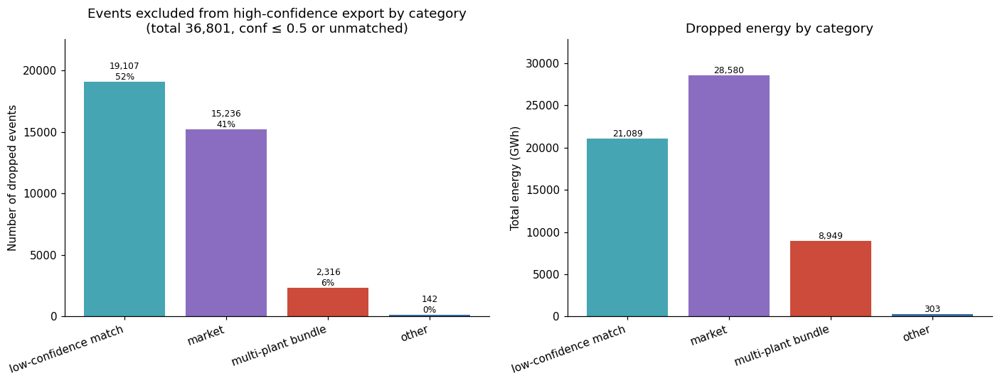 Events excluded from high-confidence export by category
(total 36,801, conf ≤ 0.5 or unmatched)
Number of dropped events
20000
15000
10000
5000
0
19,107
52%
15,236
41%
2,316
6%
142
0%
low-confidence match
market
multi-plant bundle
other
Dropped energy by category
Total energy (GWh)
30000
25000
20000
15000
10000
5000
0
21,089
28,580
8,949
303
low-confidence match
market
multi-plant bundle
other